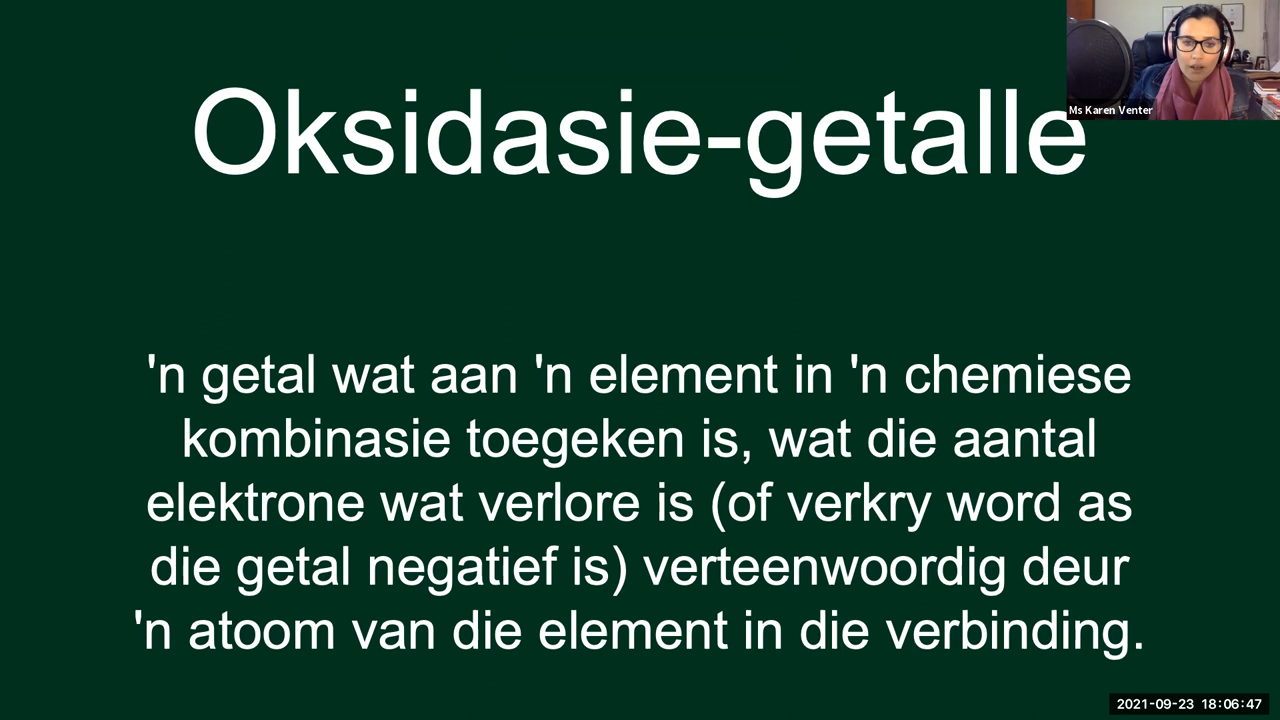 Ms Karen Venter
Oksidasie-getalle
'n getal wat aan 'n element in 'n chemiese
kombinasie toegeken is, wat die aantal
elektrone wat verlore is (of verkry word as
die getal negatief is) verteenwoordig deur
'n atoom van die element in die verbinding.
2021-09-23 18:06:47